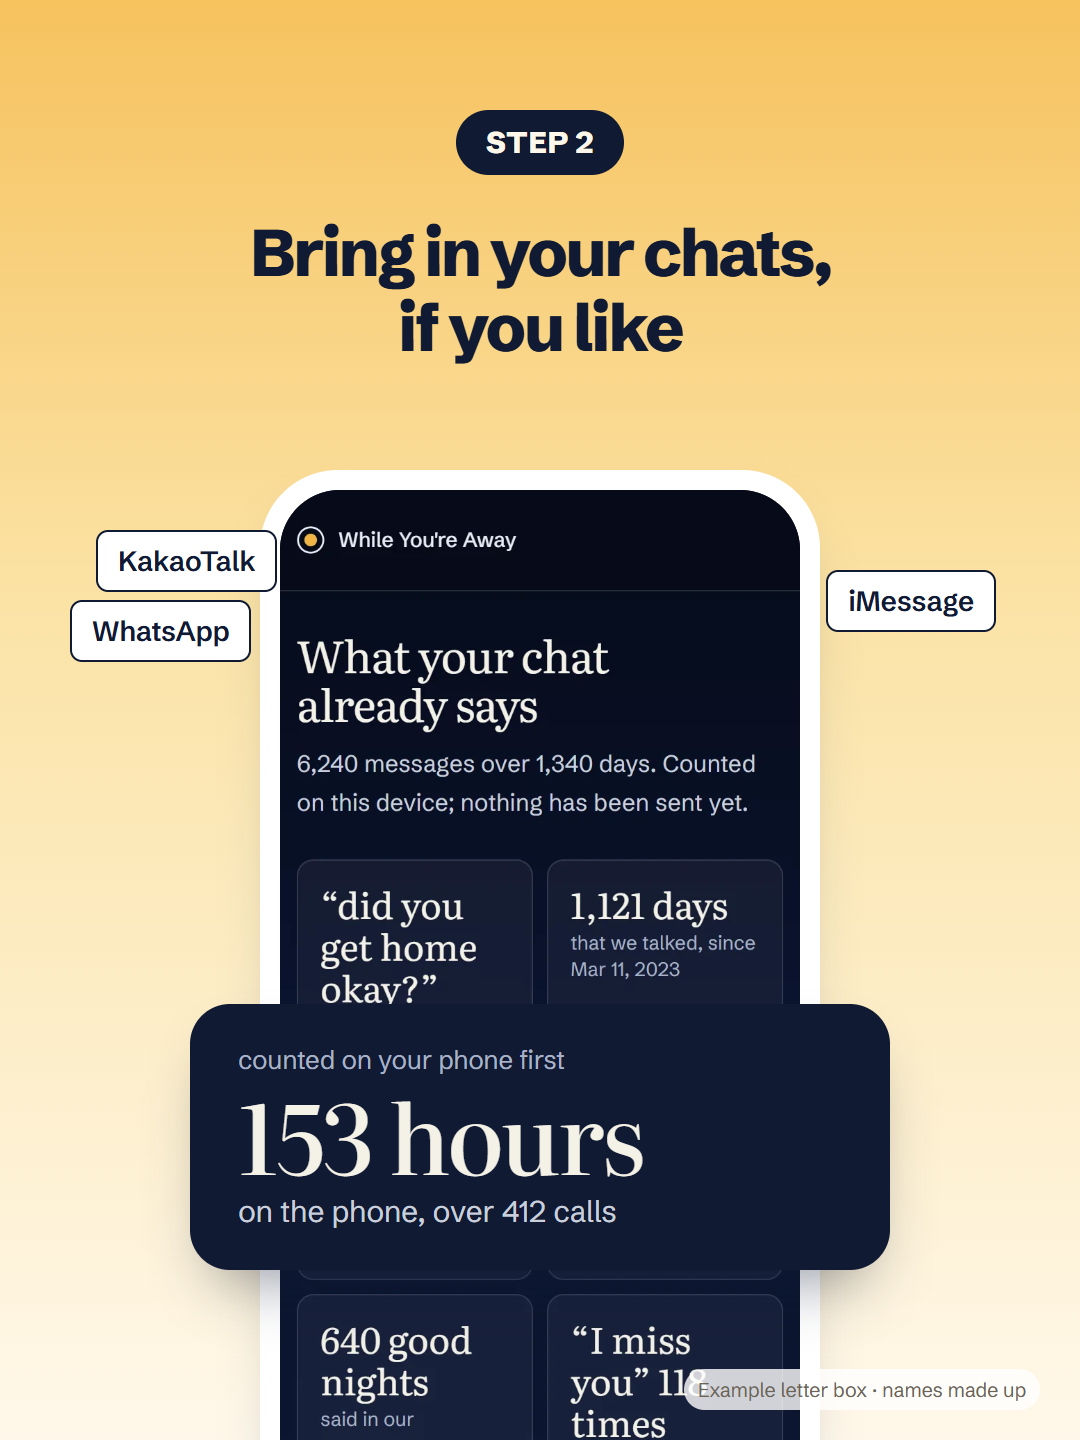 STEP 2
Bring in your chats,
if you like
KakaoTalk
WhatsApp
iMessage
While You're Away
What your chat
already says
6,240 messages over 1,340 days. Counted
on this device; nothing has been sent yet.
“did you
get home
okay?”
1,121 days
that we talked, since
Mar 11, 2023
counted on your phone first
153 hours
on the phone, over 412 calls
640 good
nights
said in our
“I miss
you” 118
times
Example letter box · names made up